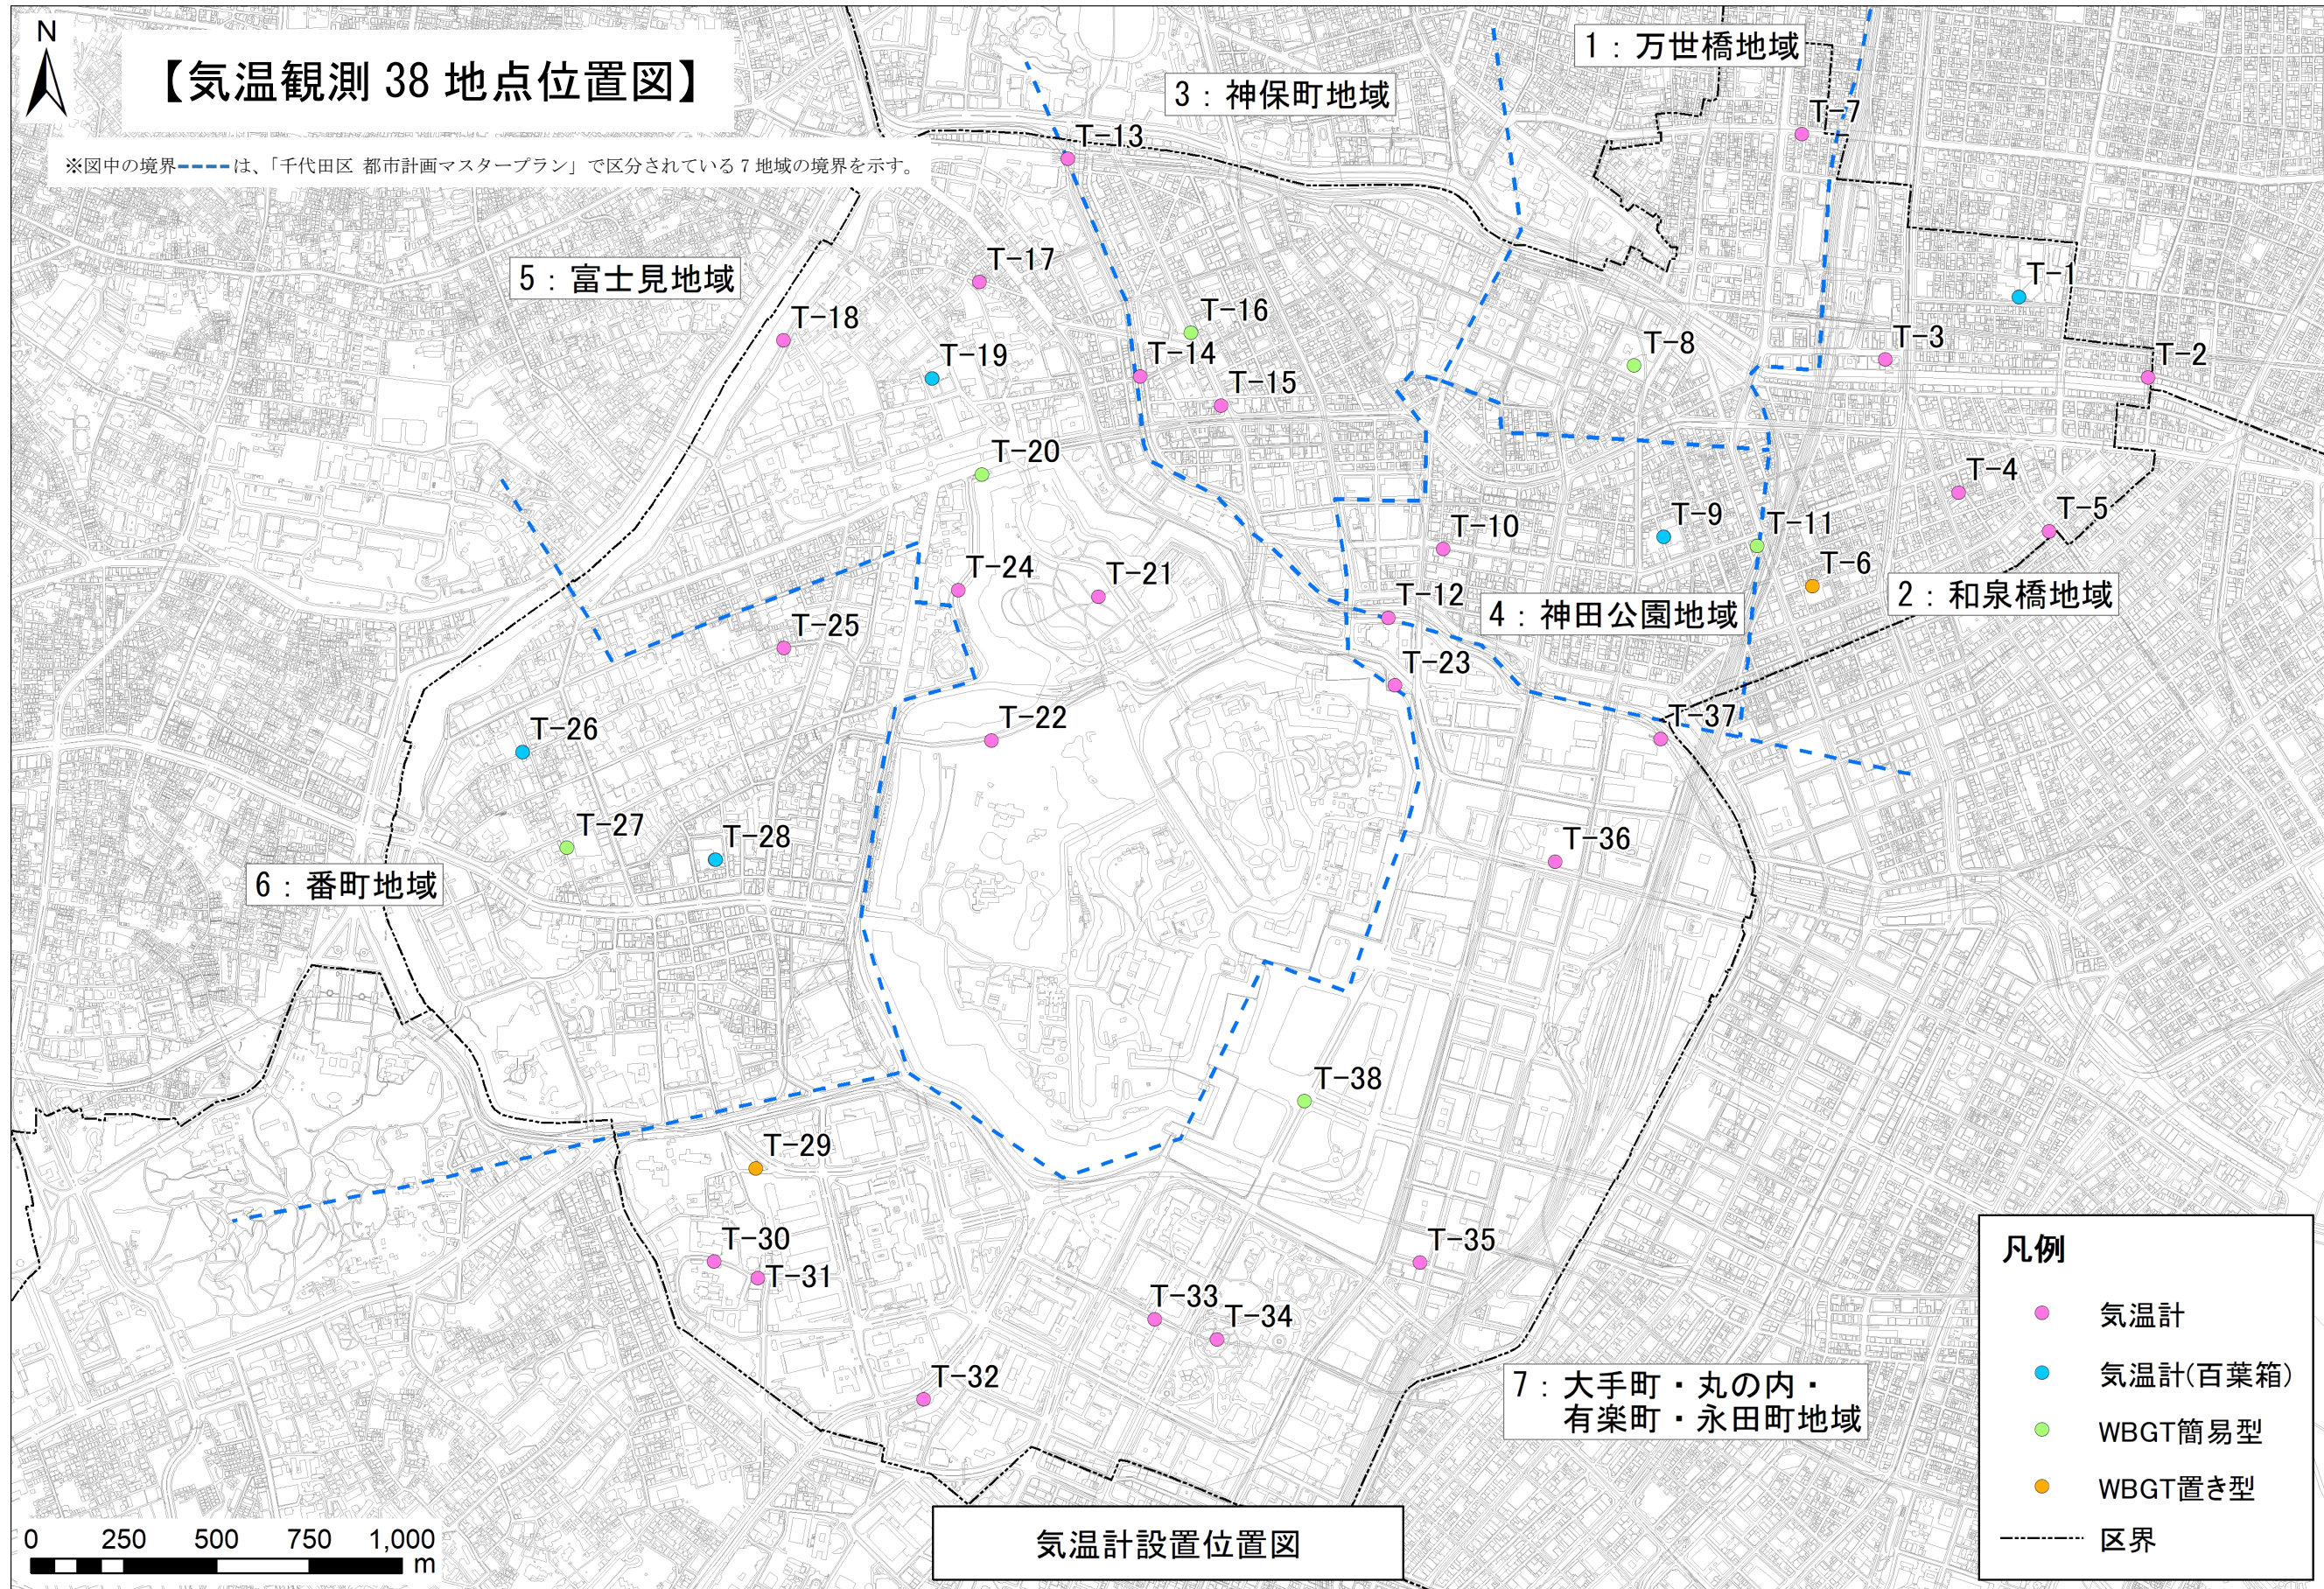 N
【気温観測 38 地点位置図】
※図中の境界----は、「千代田区 都市計画マスタープラン」で区分されている 7 地域の境界を示す。
1：万世橋地域
3：神保町地域
T-7
T-13
5：富士見地域
T-17
T-1
T-18
T-16
T-8
T-3
T-19
T-14
T-15
T-2
T-20
T-4
T-10
T-9
T-11
T-5
T-24
T-21
T-6
T-12
4：神田公園地域
2：和泉橋地域
T-25
T-23
T-22
T-37
T-26
T-27
T-28
T-36
6：番町地域
T-38
T-29
T-30
T-31
T-35
T-33
T-34
T-32
7：大手町・丸の内・
有楽町・永田町地域
凡例
気温計
気温計(百葉箱)
WBGT簡易型
WBGT置き型
区界
0 250 500 750 1,000
m
気温計設置位置図